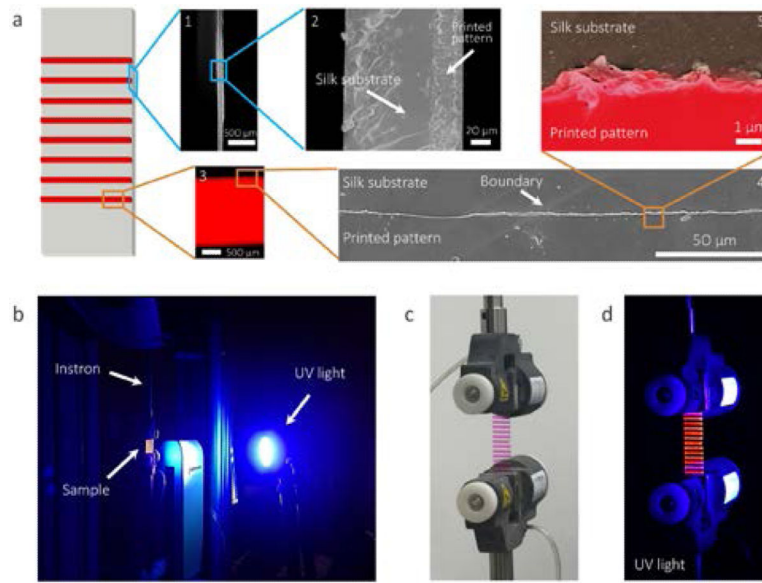 a
1
500 µm
2
Silk substrate
Printed pattern
20 µm
Silk substrate
Printed pattern
1 µm
3
500 µm
Silk substrate
Boundary
4
Printed pattern
50 µm
b
Instron
UV light
Sample
c
d
UV light